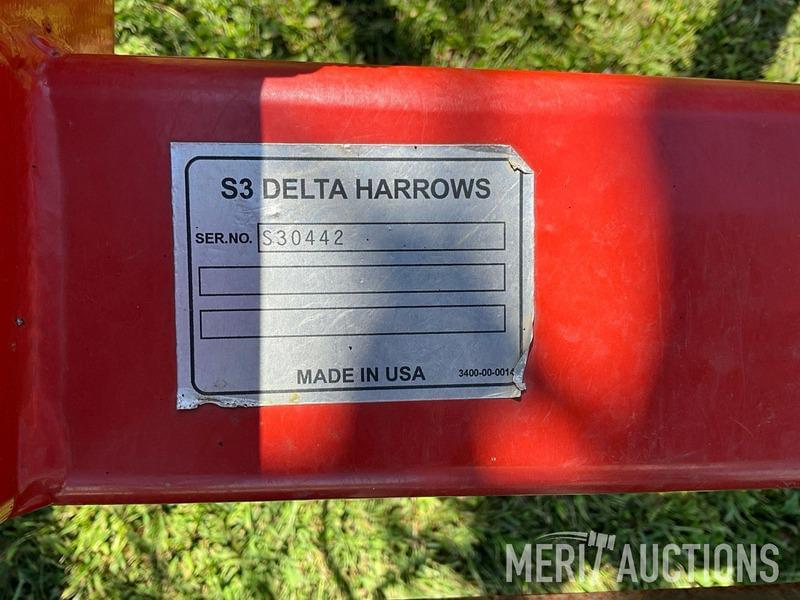 S3 DELTA HARROWS
SER.NO. S30442
MADE IN USA
3400-00-0014
MERIT AUCTIONS